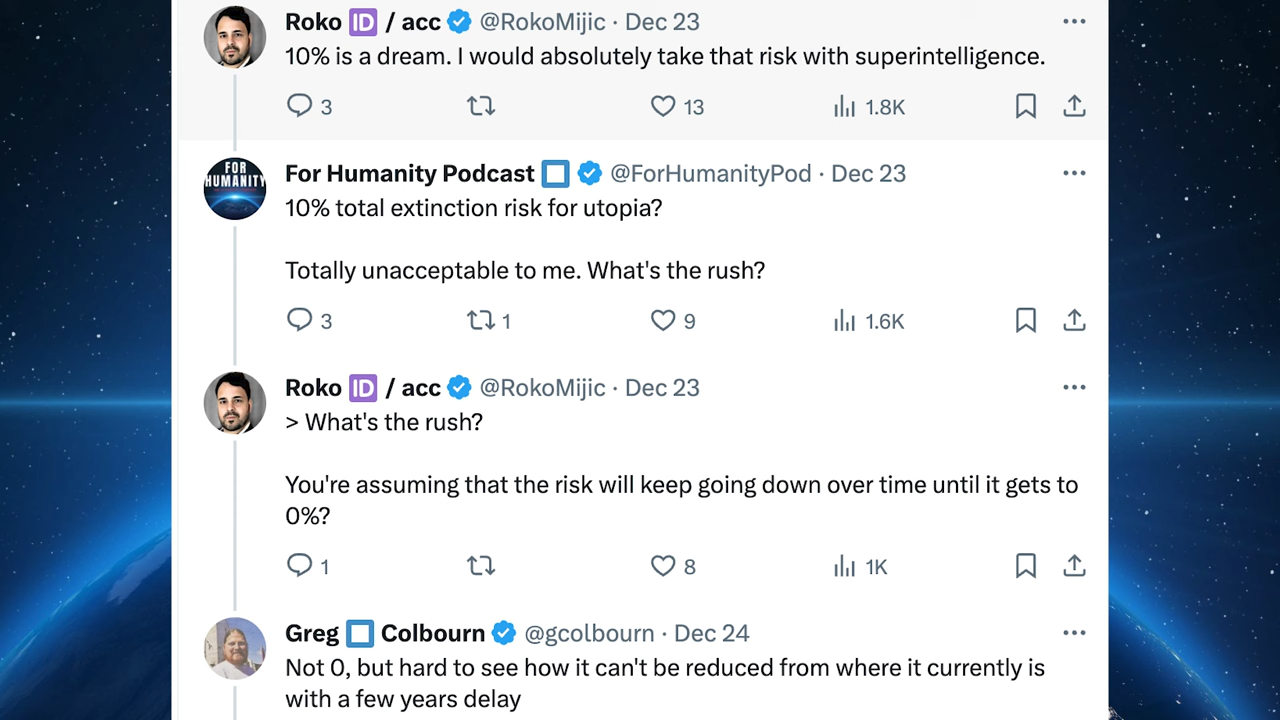 Roko 🆔 / acc @RokoMijic · Dec 23
10% is a dream. I would absolutely take that risk with superintelligence.
3 13 1.8K
FOR
HUMANITY
For Humanity Podcast @ForHumanityPod · Dec 23
10% total extinction risk for utopia?
Totally unacceptable to me. What's the rush?
3 1 9 1.6K
Roko 🆔 / acc @RokoMijic · Dec 23
> What's the rush?
You're assuming that the risk will keep going down over time until it gets to
0%?
1 8 1K
Greg Colbourn @gcolbourn · Dec 24
Not 0, but hard to see how it can't be reduced from where it currently is
with a few years delay